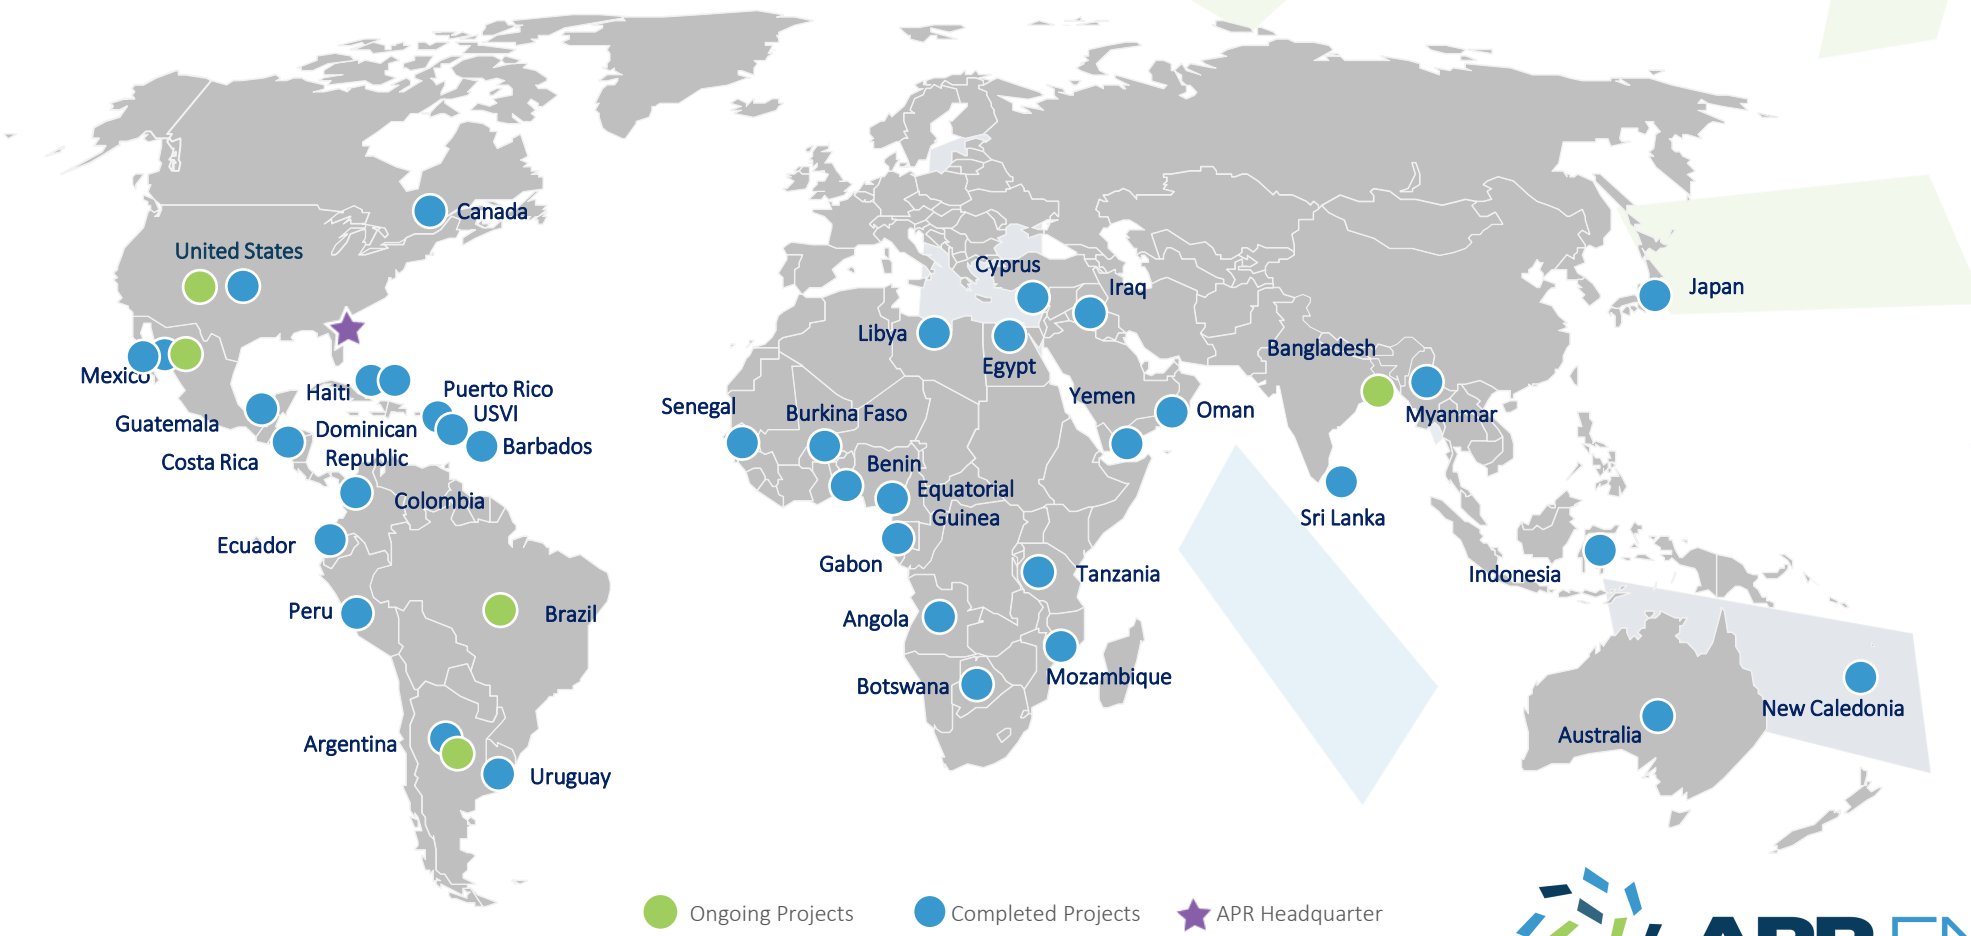 Canada
United States
Cyprus
Iraq
Japan
Libya
Bangladesh
Egypt
Mexico
Haiti
Puerto Rico
Yemen
Senegal
Burkina Faso
USVI
Oman
Myanmar
Guatemala
Dominican
Republic
Barbados
Costa Rica
Benin
Colombia
Equatorial
Guinea
Sri Lanka
Ecuador
Gabon
Tanzania
Indonesia
Peru
Brazil
Angola
Mozambique
Botswana
New Caledonia
Australia
Argentina
Uruguay
Ongoing Projects
Completed Projects
APR Headquarter
APR